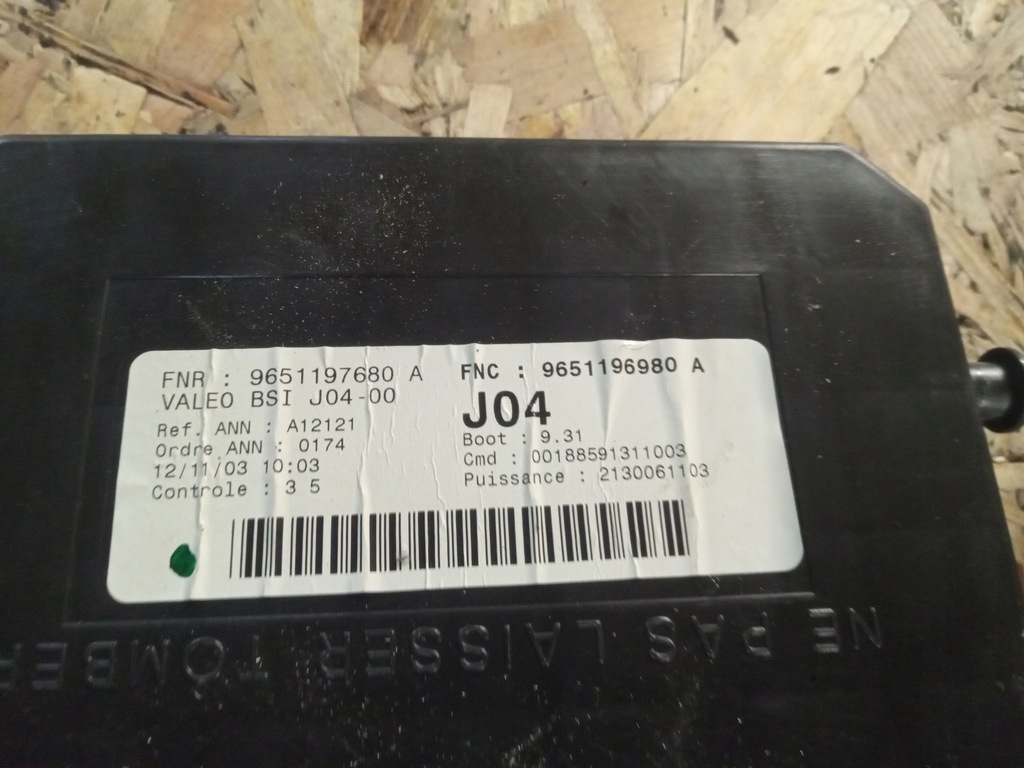 FNR : 9651197680 A
VALEO BSI J04-00
Ref. ANN : A12121
Ordre ANN : 0174
12/11/03 10:03
Controle : 3 5
FNC : 9651196980 A
J04
Boot : 9.31
Cmd : 00188591311003
Puissance : 2130061103
NE PAS LAISSER TOMBER